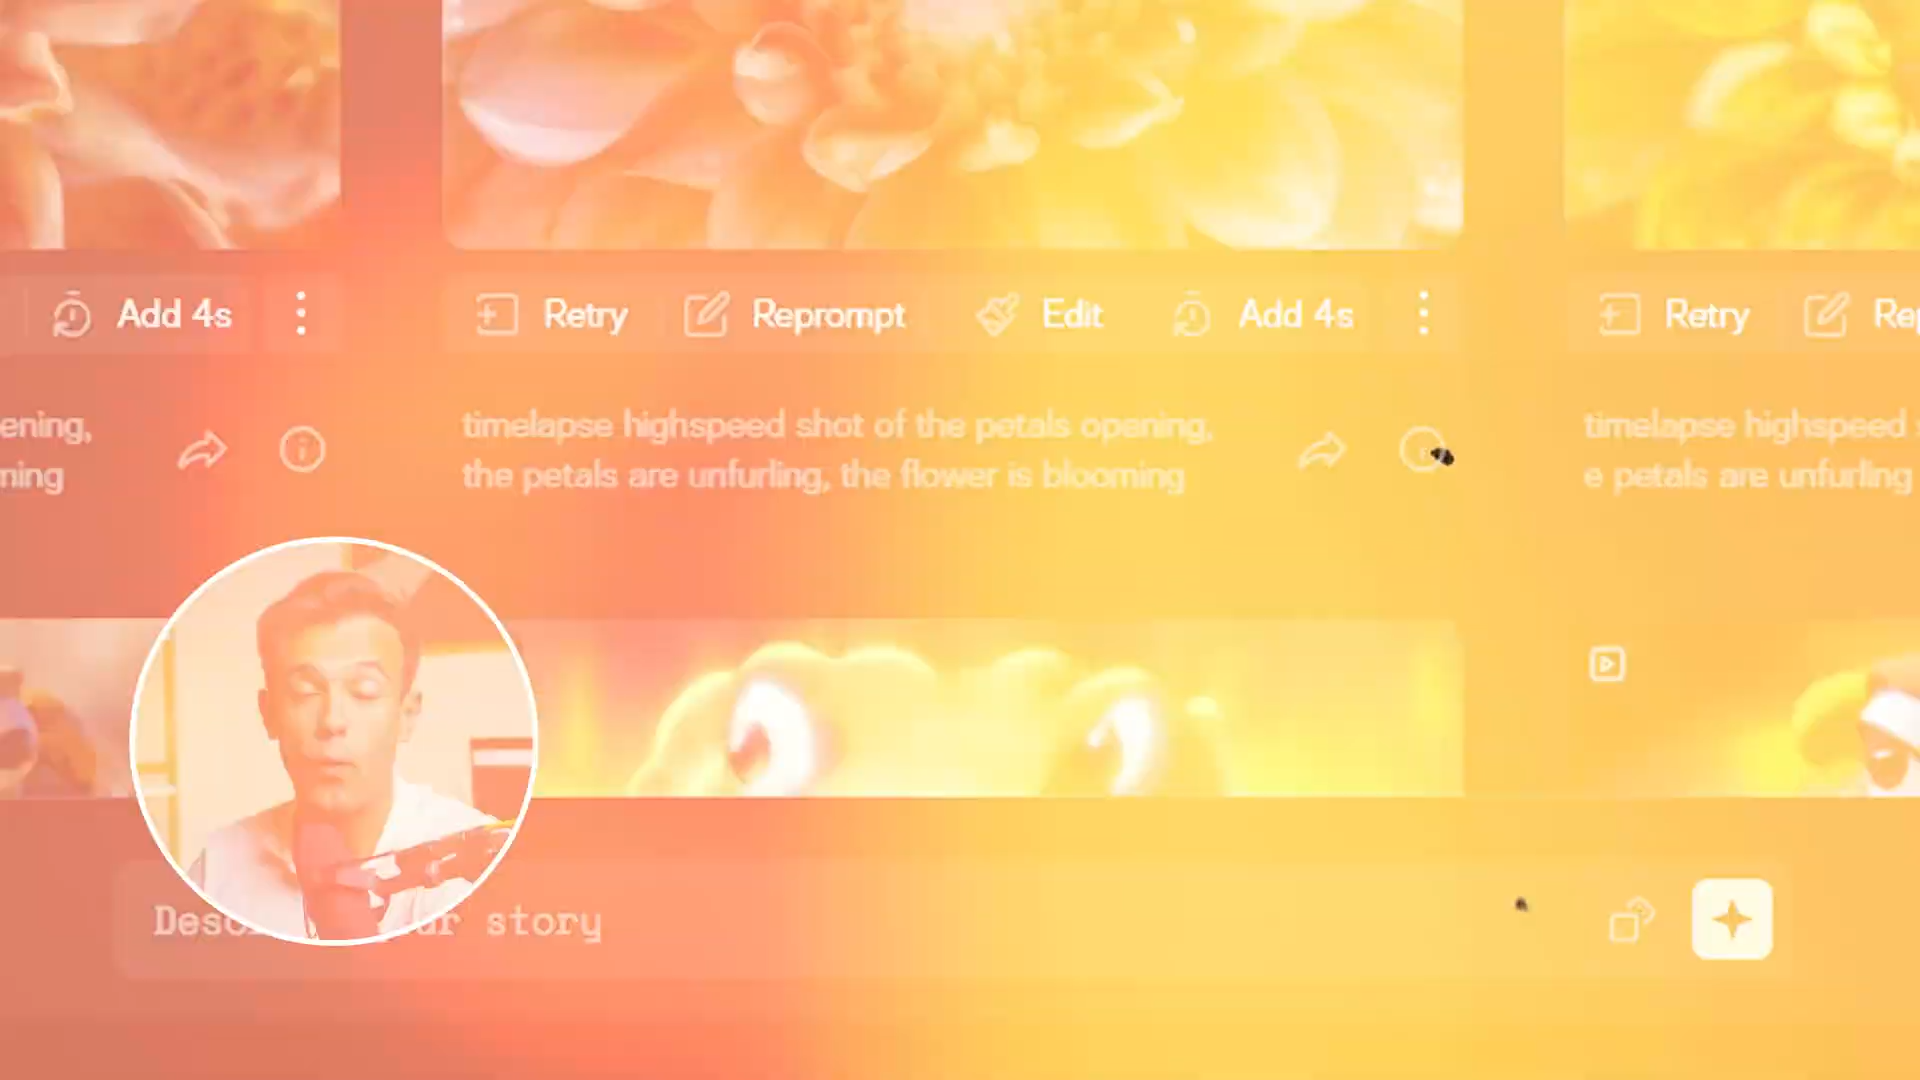 Add 4s
Retry Reprompt Edit Add 4s
Retry
ening,
ning
timelapse highspeed shot of the petals opening,
the petals are unfurling, the flower is blooming
timelapse highspeed
e petals are unfurling
story